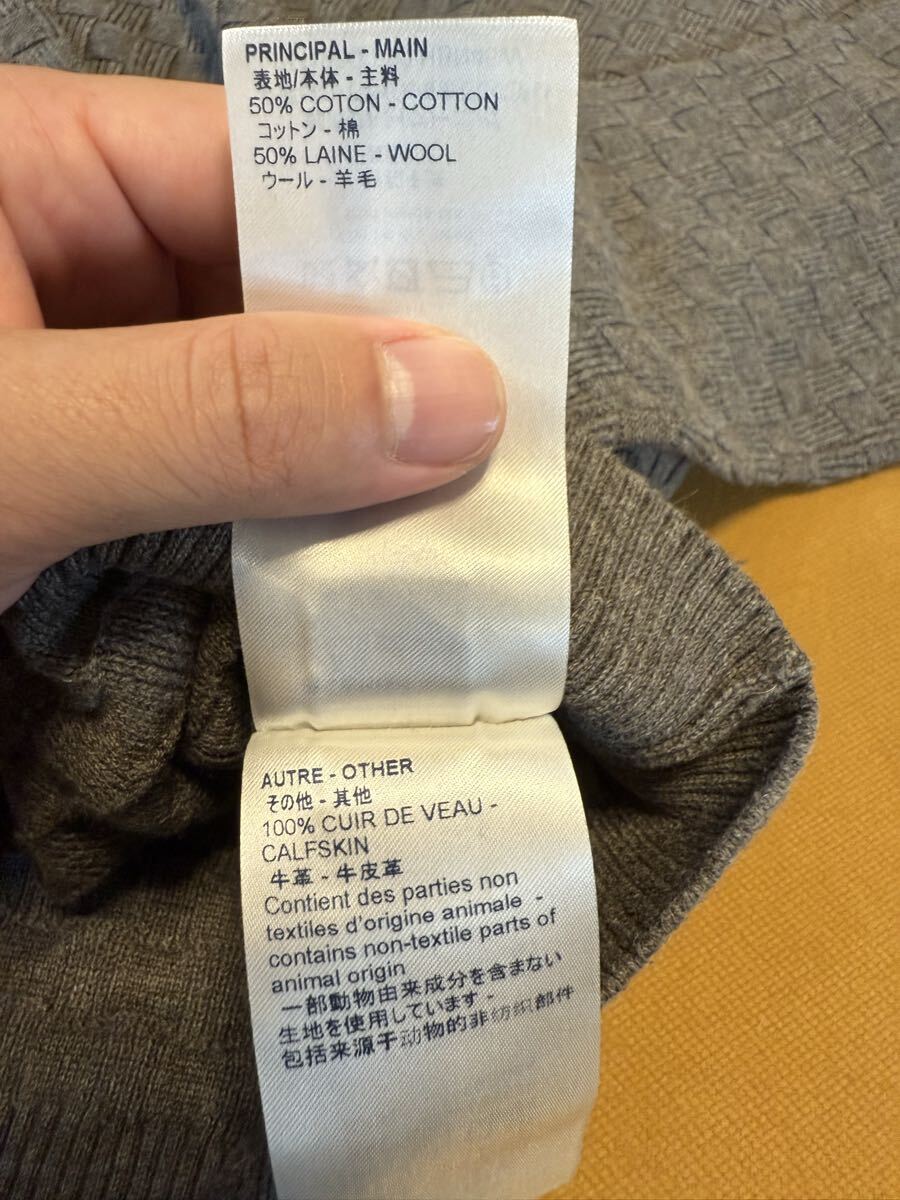 PRINCIPAL - MAIN
表地/本体 - 主料
50% COTON - COTTON
コットン - 棉
50% LAINE - WOOL
ウール - 羊毛
AUTRE - OTHER
その他 - 其他
100% CUIR DE VEAU -
CALFSKIN
牛革 - 牛皮革
Contient des parties non
textiles d'origine animale -
contains non-textile parts of
animal origin
一部動物由来成分を含まない
生地を使用しています -
包括来源于动物的非纺织部件